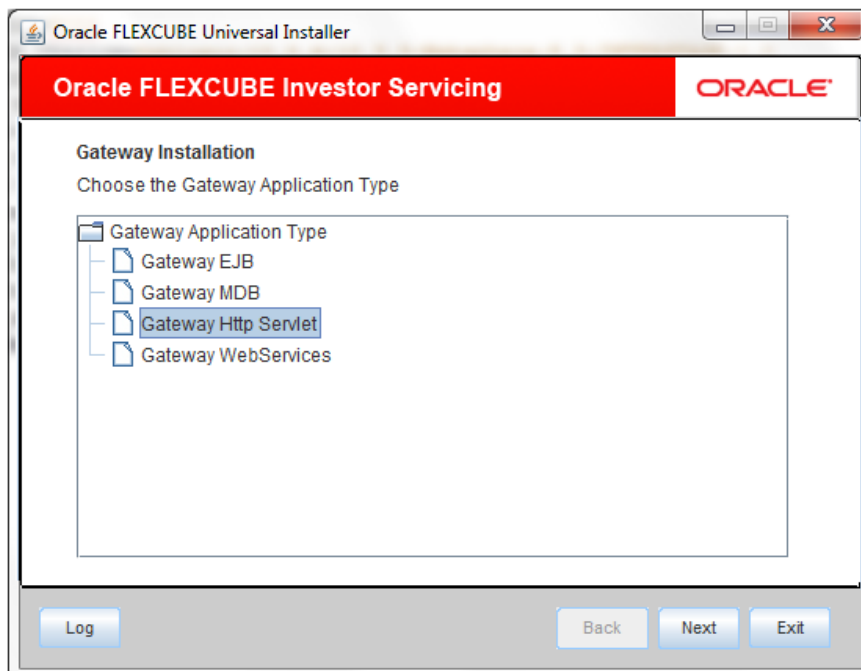 Oracle FLEXCUBE Universal Installer
Oracle FLEXCUBE Investor Servicing
ORACLE
Gateway Installation
Choose the Gateway Application Type
Gateway Application Type
Gateway EJB
Gateway MDB
Gateway Http Servlet
Gateway WebServices
Log Back Next Exit